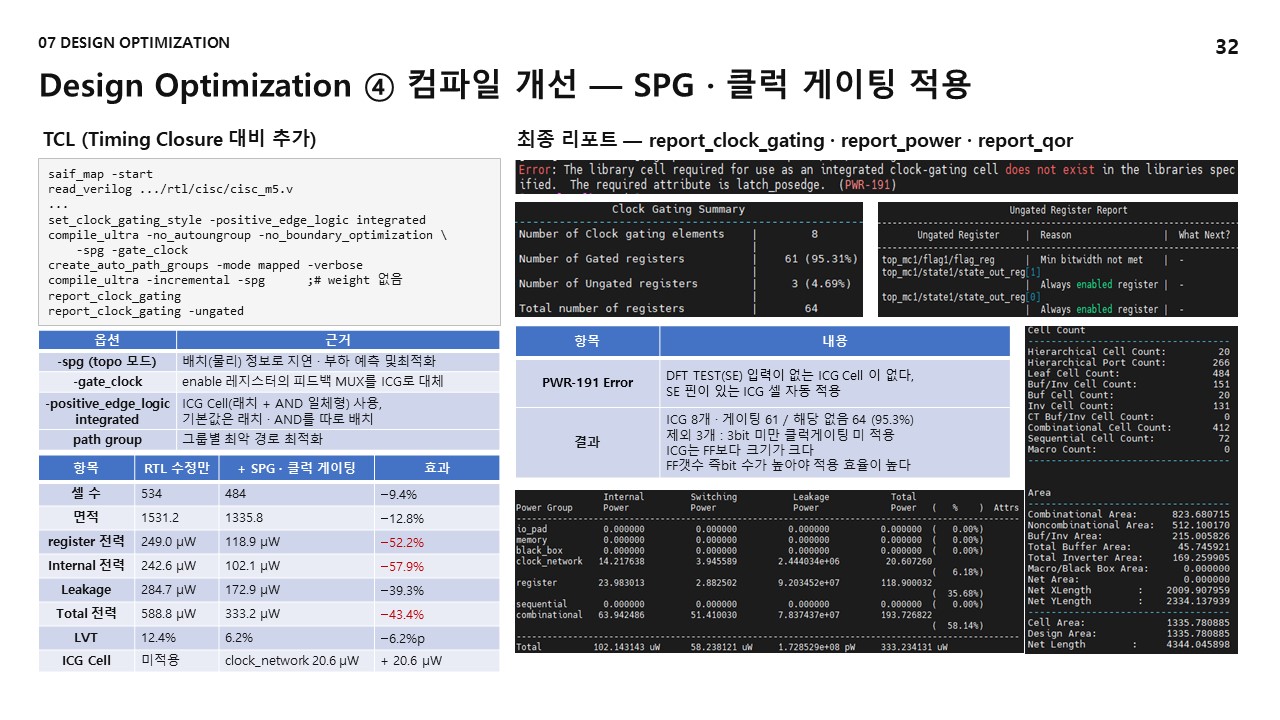 07 DESIGN OPTIMIZATION
32
Design Optimization ④ 컴파일 개선 — SPG · 클럭 게이팅 적용
TCL (Timing Closure 대비 추가)
saif_map -start
read_verilog .../rtl/cisc/cisc_m5.v
...
set_clock_gating_style -positive_edge_logic integrated
compile_ultra -no_autoungroup -no_boundary_optimization \
-spg -gate_clock
create_auto_path_groups -mode mapped -verbose
compile_ultra -incremental -spg ;# weight 없음
report_clock_gating
report_clock_gating -ungated
옵션 근거
-spg (topo 모드) 배치(물리) 정보로 지연 · 부하 예측 및최적화
-gate_clock enable 레지스터의 피드백 MUX를 ICG로 대체
-positive_edge_logic integrated ICG Cell(래치 + AND 일체형) 사용,
기본값은 래치 · AND를 따로 배치
path group 그룹별 최악 경로 최적화
항목 RTL 수정만 + SPG · 클럭 게이팅 효과
셀 수 534 484 −9.4%
면적 1531.2 1335.8 −12.8%
register 전력 249.0 µW 118.9 µW −52.2%
Internal 전력 242.6 µW 102.1 µW −57.9%
Leakage 284.7 µW 172.9 µW −39.3%
Total 전력 588.8 µW 333.2 µW −43.4%
LVT 12.4% 6.2% −6.2%p
ICG Cell 미적용 clock_network 20.6 µW + 20.6 µW
최종 리포트 — report_clock_gating · report_power · report_qor
Error: The library cell required for use as an integrated clock-gating cell does not exist in the libraries spec
ified. The required attribute is latch_posedge. (PWR-191)
Clock Gating Summary
Number of Clock gating elements | 8
Number of Gated registers | 61 (95.31%)
Number of Ungated registers | 3 (4.69%)
Total number of registers | 64
Ungated Register Report
Ungated Register | Reason | What Next?
top_mc1/flag1/flag_reg | Min bitwidth not met | -
top_mc1/state1/state_out_reg[1]
| Always enabled register | -
top_mc1/state1/state_out_reg[0]
| Always enabled register | -
항목 내용
PWR-191 Error DFT TEST(SE) 입력이 없는 ICG Cell 이 없다,
SE 핀이 있는 ICG 셀 자동 적용
결과 ICG 8개 · 게이팅 61 / 해당 없음 64 (95.3%)
제외 3개 : 3bit 미만 클럭게이팅 미 적용
ICG는 FF보다 크기가 크다
FF갯수 즉bit 수가 높아야 적용 효율이 높다
Cell Count
Hierarchical Cell Count: 20
Hierarchical Port Count: 266
Leaf Cell Count: 484
Buf/Inv Cell Count: 151
Buf Cell Count: 20
Inv Cell Count: 131
CT Buf/Inv Cell Count: 0
Combinational Cell Count: 412
Sequential Cell Count: 72
Macro Count: 0
Area
Combinational Area: 823.680715
Noncombinational Area: 512.100170
Buf/Inv Area: 215.005826
Total Buffer Area: 45.745921
Total Inverter Area: 169.259905
Macro/Black Box Area: 0.000000
Net Area: 0.000000
Net XLength : 2009.907959
Net YLength : 2334.137939
Cell Area: 1335.780885
Design Area: 1335.780885
Net Length : 4344.045898
Internal Switching Leakage Total
Power Group Power Power Power Power ( % ) Attrs
io_pad 0.000000 0.000000 0.000000 0.000000 ( 0.00%)
memory 0.000000 0.000000 0.000000 0.000000 ( 0.00%)
black_box 0.000000 0.000000 0.000000 0.000000 ( 0.00%)
clock_network 14.217638 3.945589 2.444034e+06 20.607260
( 6.18%)
register 23.983013 2.882502 9.203452e+07 118.900032
( 35.68%)
sequential 0.000000 0.000000 0.000000 0.000000 ( 0.00%)
combinational 63.942486 51.410030 7.837437e+07 193.726822
( 58.14%)
Total 102.143143 uW 58.238121 uW 1.728529e+08 pW 333.234131 uW